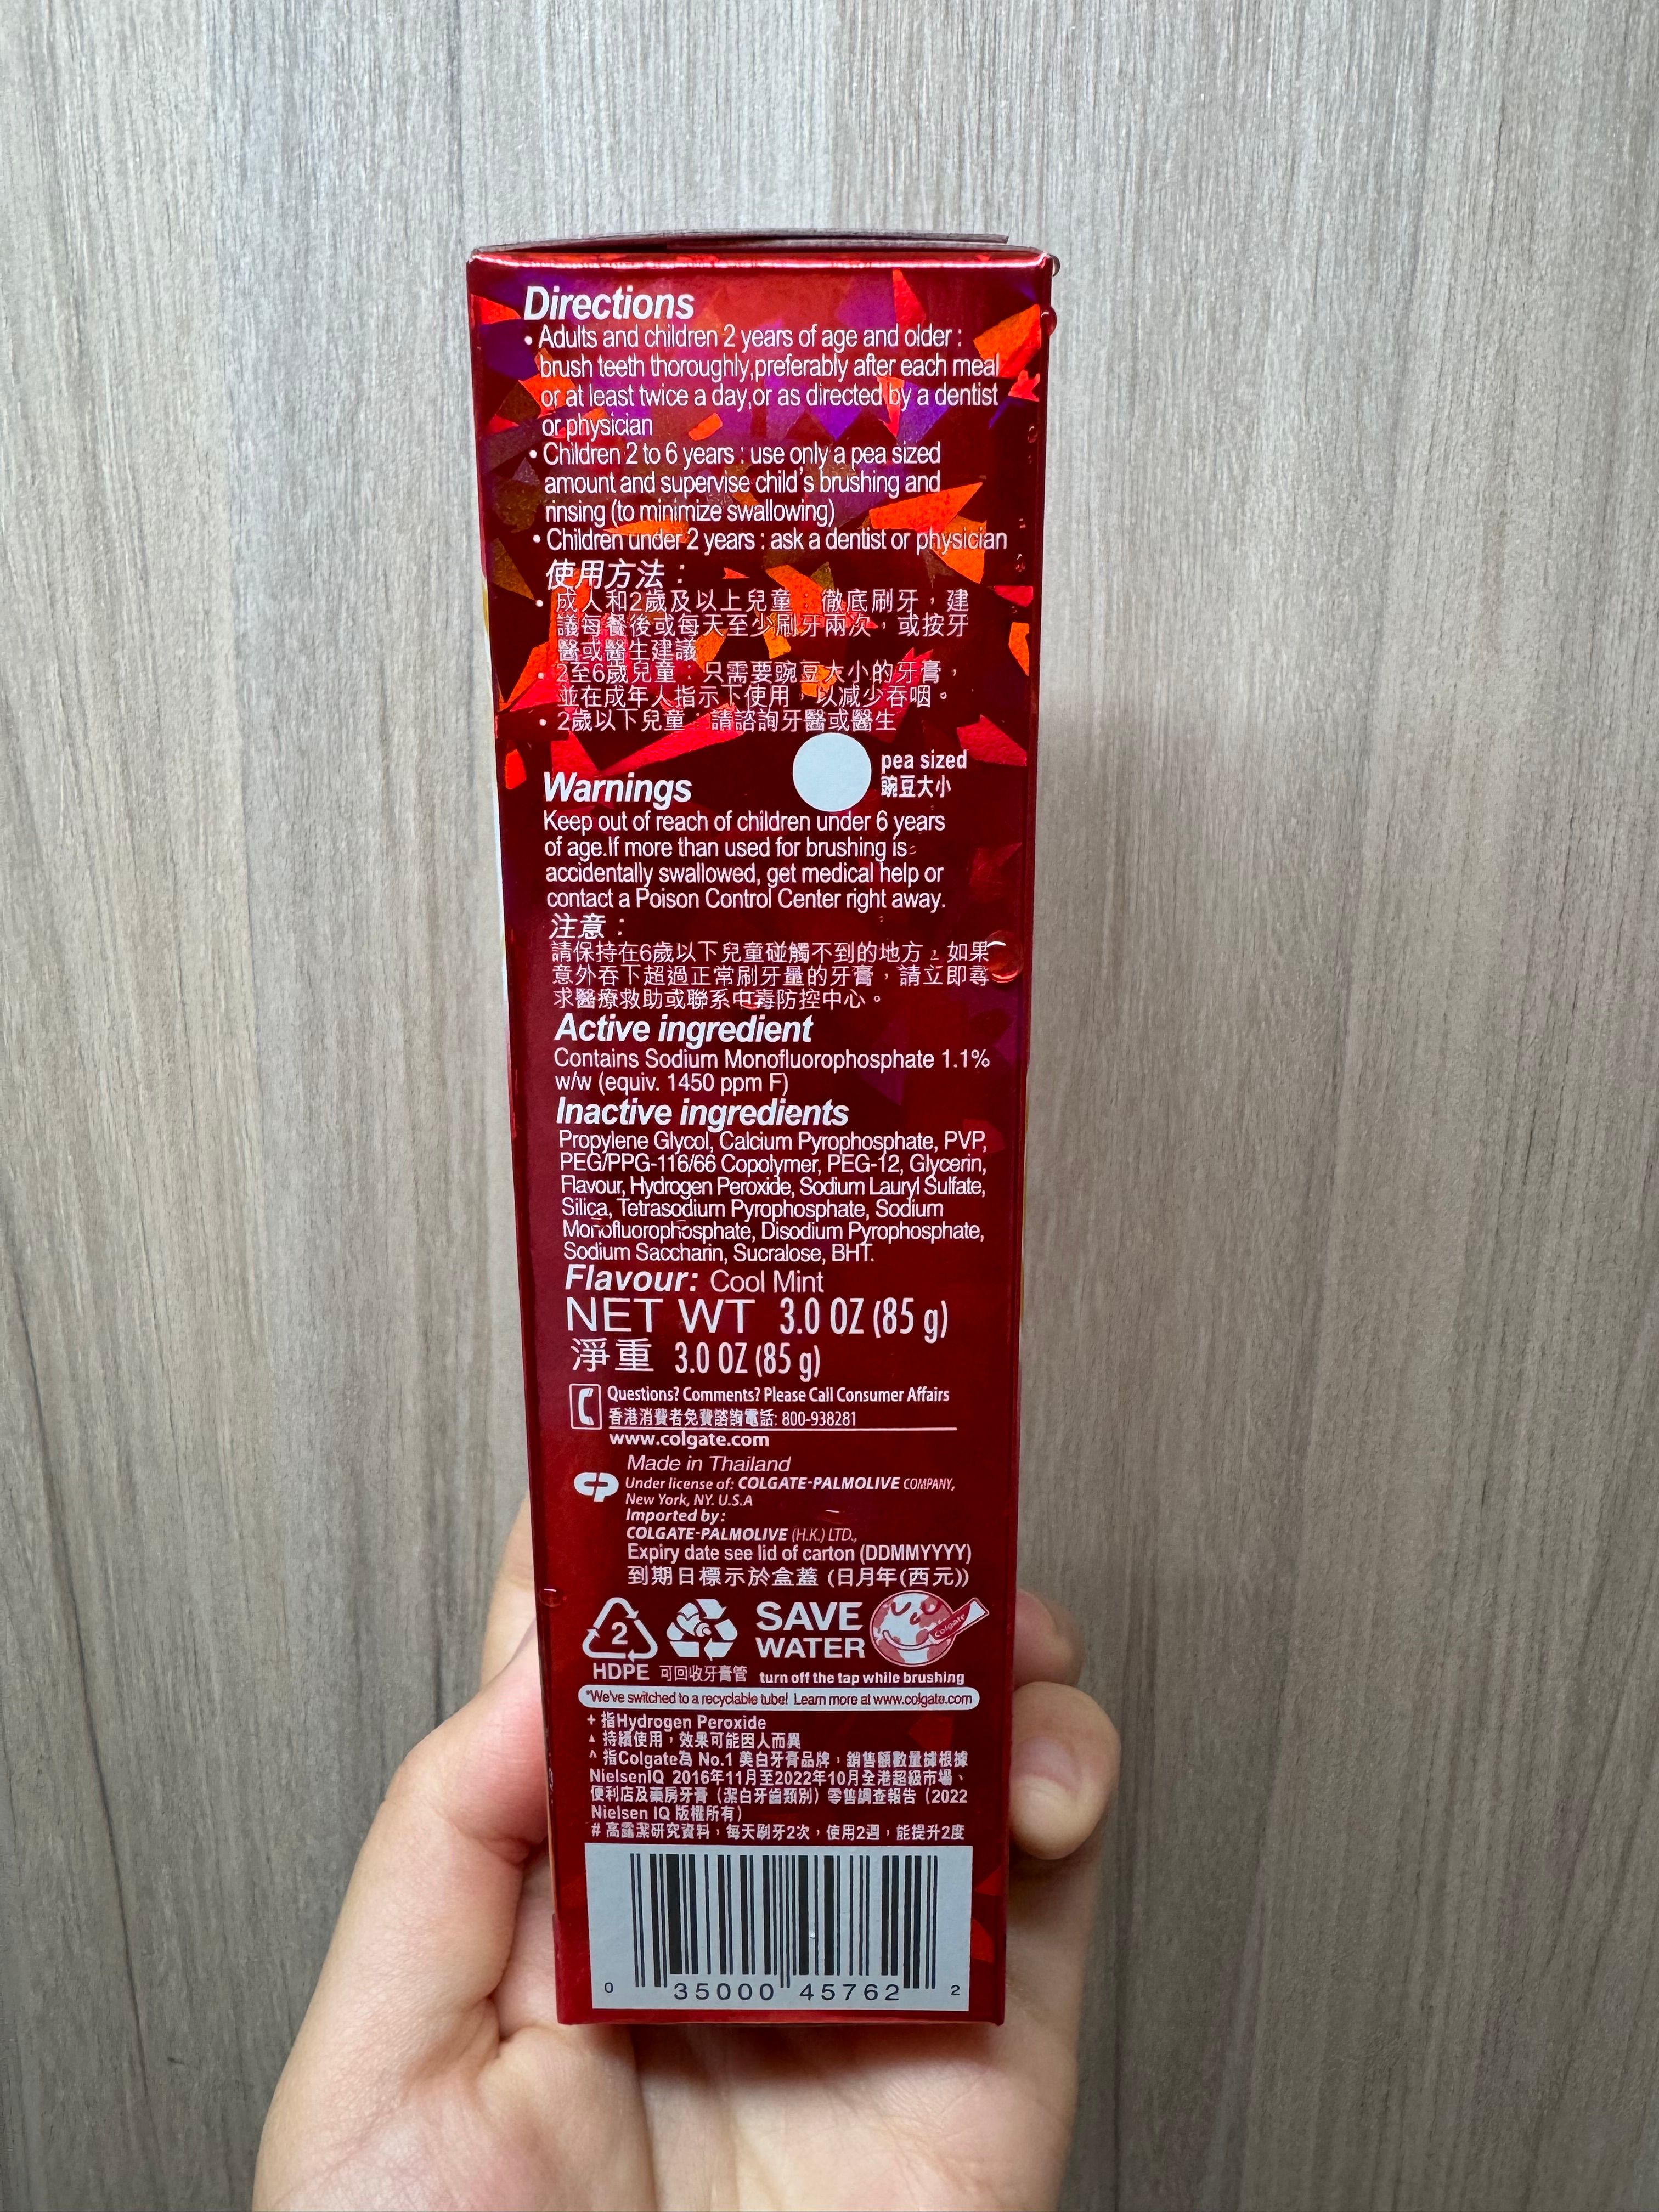 Directions
• Adults and children 2 years of age and older :
brush teeth thoroughly,preferably after each meal
or at least twice a day,or as directed by a dentist
or physician
• Children 2 to 6 years : use only a pea sized
amount and supervise child's brushing and
rinsing (to minimize swallowing)
• Children under 2 years : ask a dentist or physician
使用方法：
• 成人和2歲及以上兒童：徹底刷牙，建
議每餐後或每天至少刷牙兩次，或按牙
醫或醫生建議
• 2至6歲兒童：只需要豌豆大小的牙膏，
並在成年人指示下使用，以減少吞咽。
• 2歲以下兒童：請諮詢牙醫或醫生
pea sized
豌豆大小
Warnings
Keep out of reach of children under 6 years
of age.If more than used for brushing is
accidentally swallowed, get medical help or
contact a Poison Control Center right away.
注意：
請保持在6歲以下兒童碰觸不到的地方，如果
意外吞下超過正常刷牙量的牙膏，請立即尋
求醫療救助或聯系中毒防控中心。
Active ingredient
Contains Sodium Monofluorophosphate 1.1%
w/w (equiv. 1450 ppm F)
Inactive ingredients
Propylene Glycol, Calcium Pyrophosphate, PVP,
PEG/PPG-116/66 Copolymer, PEG-12, Glycerin,
Flavour, Hydrogen Peroxide, Sodium Lauryl Sulfate,
Silica, Tetrasodium Pyrophosphate, Sodium
Monofluorophosphate, Disodium Pyrophosphate,
Sodium Saccharin, Sucralose, BHT.
Flavour: Cool Mint
NET WT 3.0 OZ (85 g)
淨重 3.0 OZ (85 g)
Questions? Comments? Please Call Consumer Affairs
香港消費者免費諮詢電話: 800-938281
www.colgate.com
Made in Thailand
CP
Under license of: COLGATE-PALMOLIVE COMPANY,
New York, NY. U.S.A
Imported by:
COLGATE-PALMOLIVE (H.K.) LTD.,
Expiry date see lid of carton (DDMMYYYY)
到期日標示於盒蓋 (日月年(西元))
2
HDPE
可回收牙膏管
SAVE
WATER
Colgate
turn off the tap while brushing
*We've switched to a recyclable tube! Learn more at www.colgate.com
+ 指Hydrogen Peroxide
▲ 持續使用，效果可能因人而異
^ 指Colgate為 No.1 美白牙膏品牌，銷售額數量據根據
NielsenIQ 2016年11月至2022年10月全港超級市場、
便利店及藥房牙膏（潔白牙齒類別）零售調查報告（2022
Nielsen IQ 版權所有）
# 高露潔研究資料，每天刷牙2次，使用2週，能提升2度
0 35000 45762 2